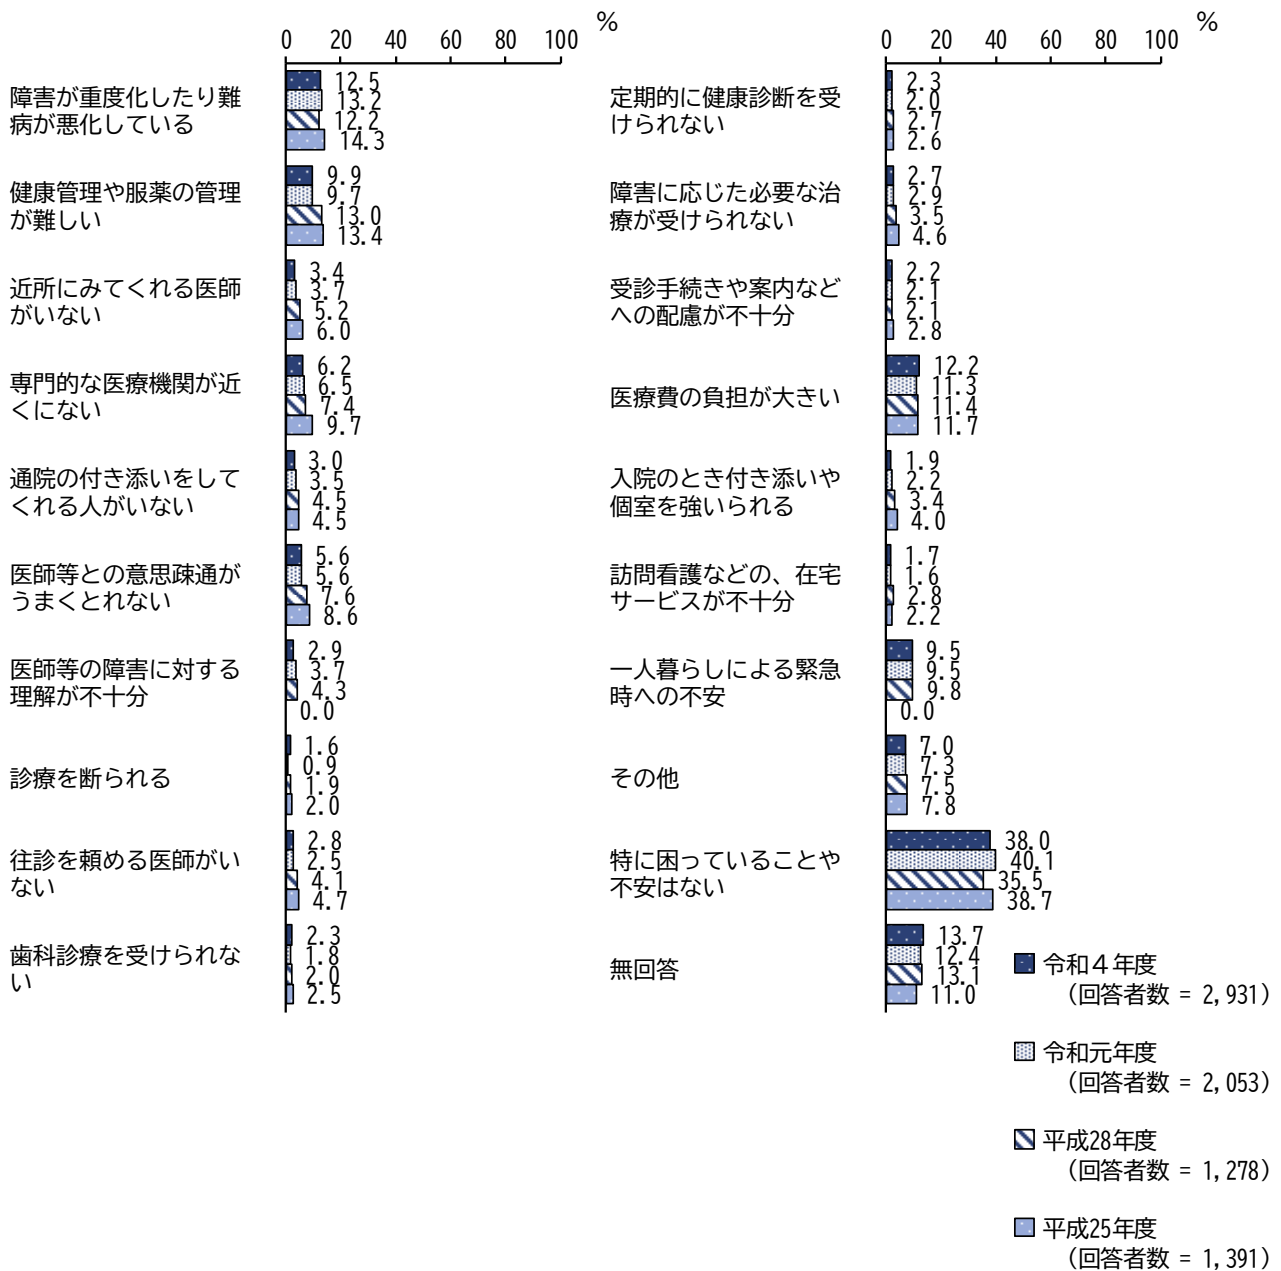 %
0 20 40 60 80 100
障害が重度化したり難
病が悪化している
12.5
13.2
12.2
14.3
健康管理や服薬の管理
が難しい
9.9
9.7
13.0
13.4
近所にみてくれる医師
がいない
3.4
3.7
5.2
6.0
専門的な医療機関が近
くにない
6.2
6.5
7.4
9.7
通院の付き添いをして
くれる人がいない
3.0
3.5
4.5
4.5
医師等との意思疎通が
うまくとれない
5.6
5.6
7.6
8.6
医師等の障害に対する
理解が不十分
2.9
3.7
4.3
0.0
診療を断られる
1.6
0.9
1.9
2.0
往診を頼める医師がい
ない
2.8
2.5
4.1
4.7
歯科診療を受けられな
い
2.3
1.8
2.0
2.5
%
0 20 40 60 80 100
定期的に健康診断を受
けられない
2.3
2.0
2.7
2.6
障害に応じた必要な治
療が受けられない
2.7
2.9
3.5
4.6
受診手続きや案内など
への配慮が不十分
2.2
2.1
2.1
2.8
医療費の負担が大きい
12.2
11.3
11.4
11.7
入院のとき付き添いや
個室を強いられる
1.9
2.2
3.4
4.0
訪問看護などの、在宅
サービスが不十分
1.7
1.6
2.8
2.2
一人暮らしによる緊急
時への不安
9.5
9.5
9.8
0.0
その他
7.0
7.3
7.5
7.8
特に困っていることや
不安はない
38.0
40.1
35.5
38.7
無回答
13.7
12.4
13.1
11.0
令和４年度
（回答者数 = 2,931）
令和元年度
（回答者数 = 2,053）
平成28年度
（回答者数 = 1,278）
平成25年度
（回答者数 = 1,391）